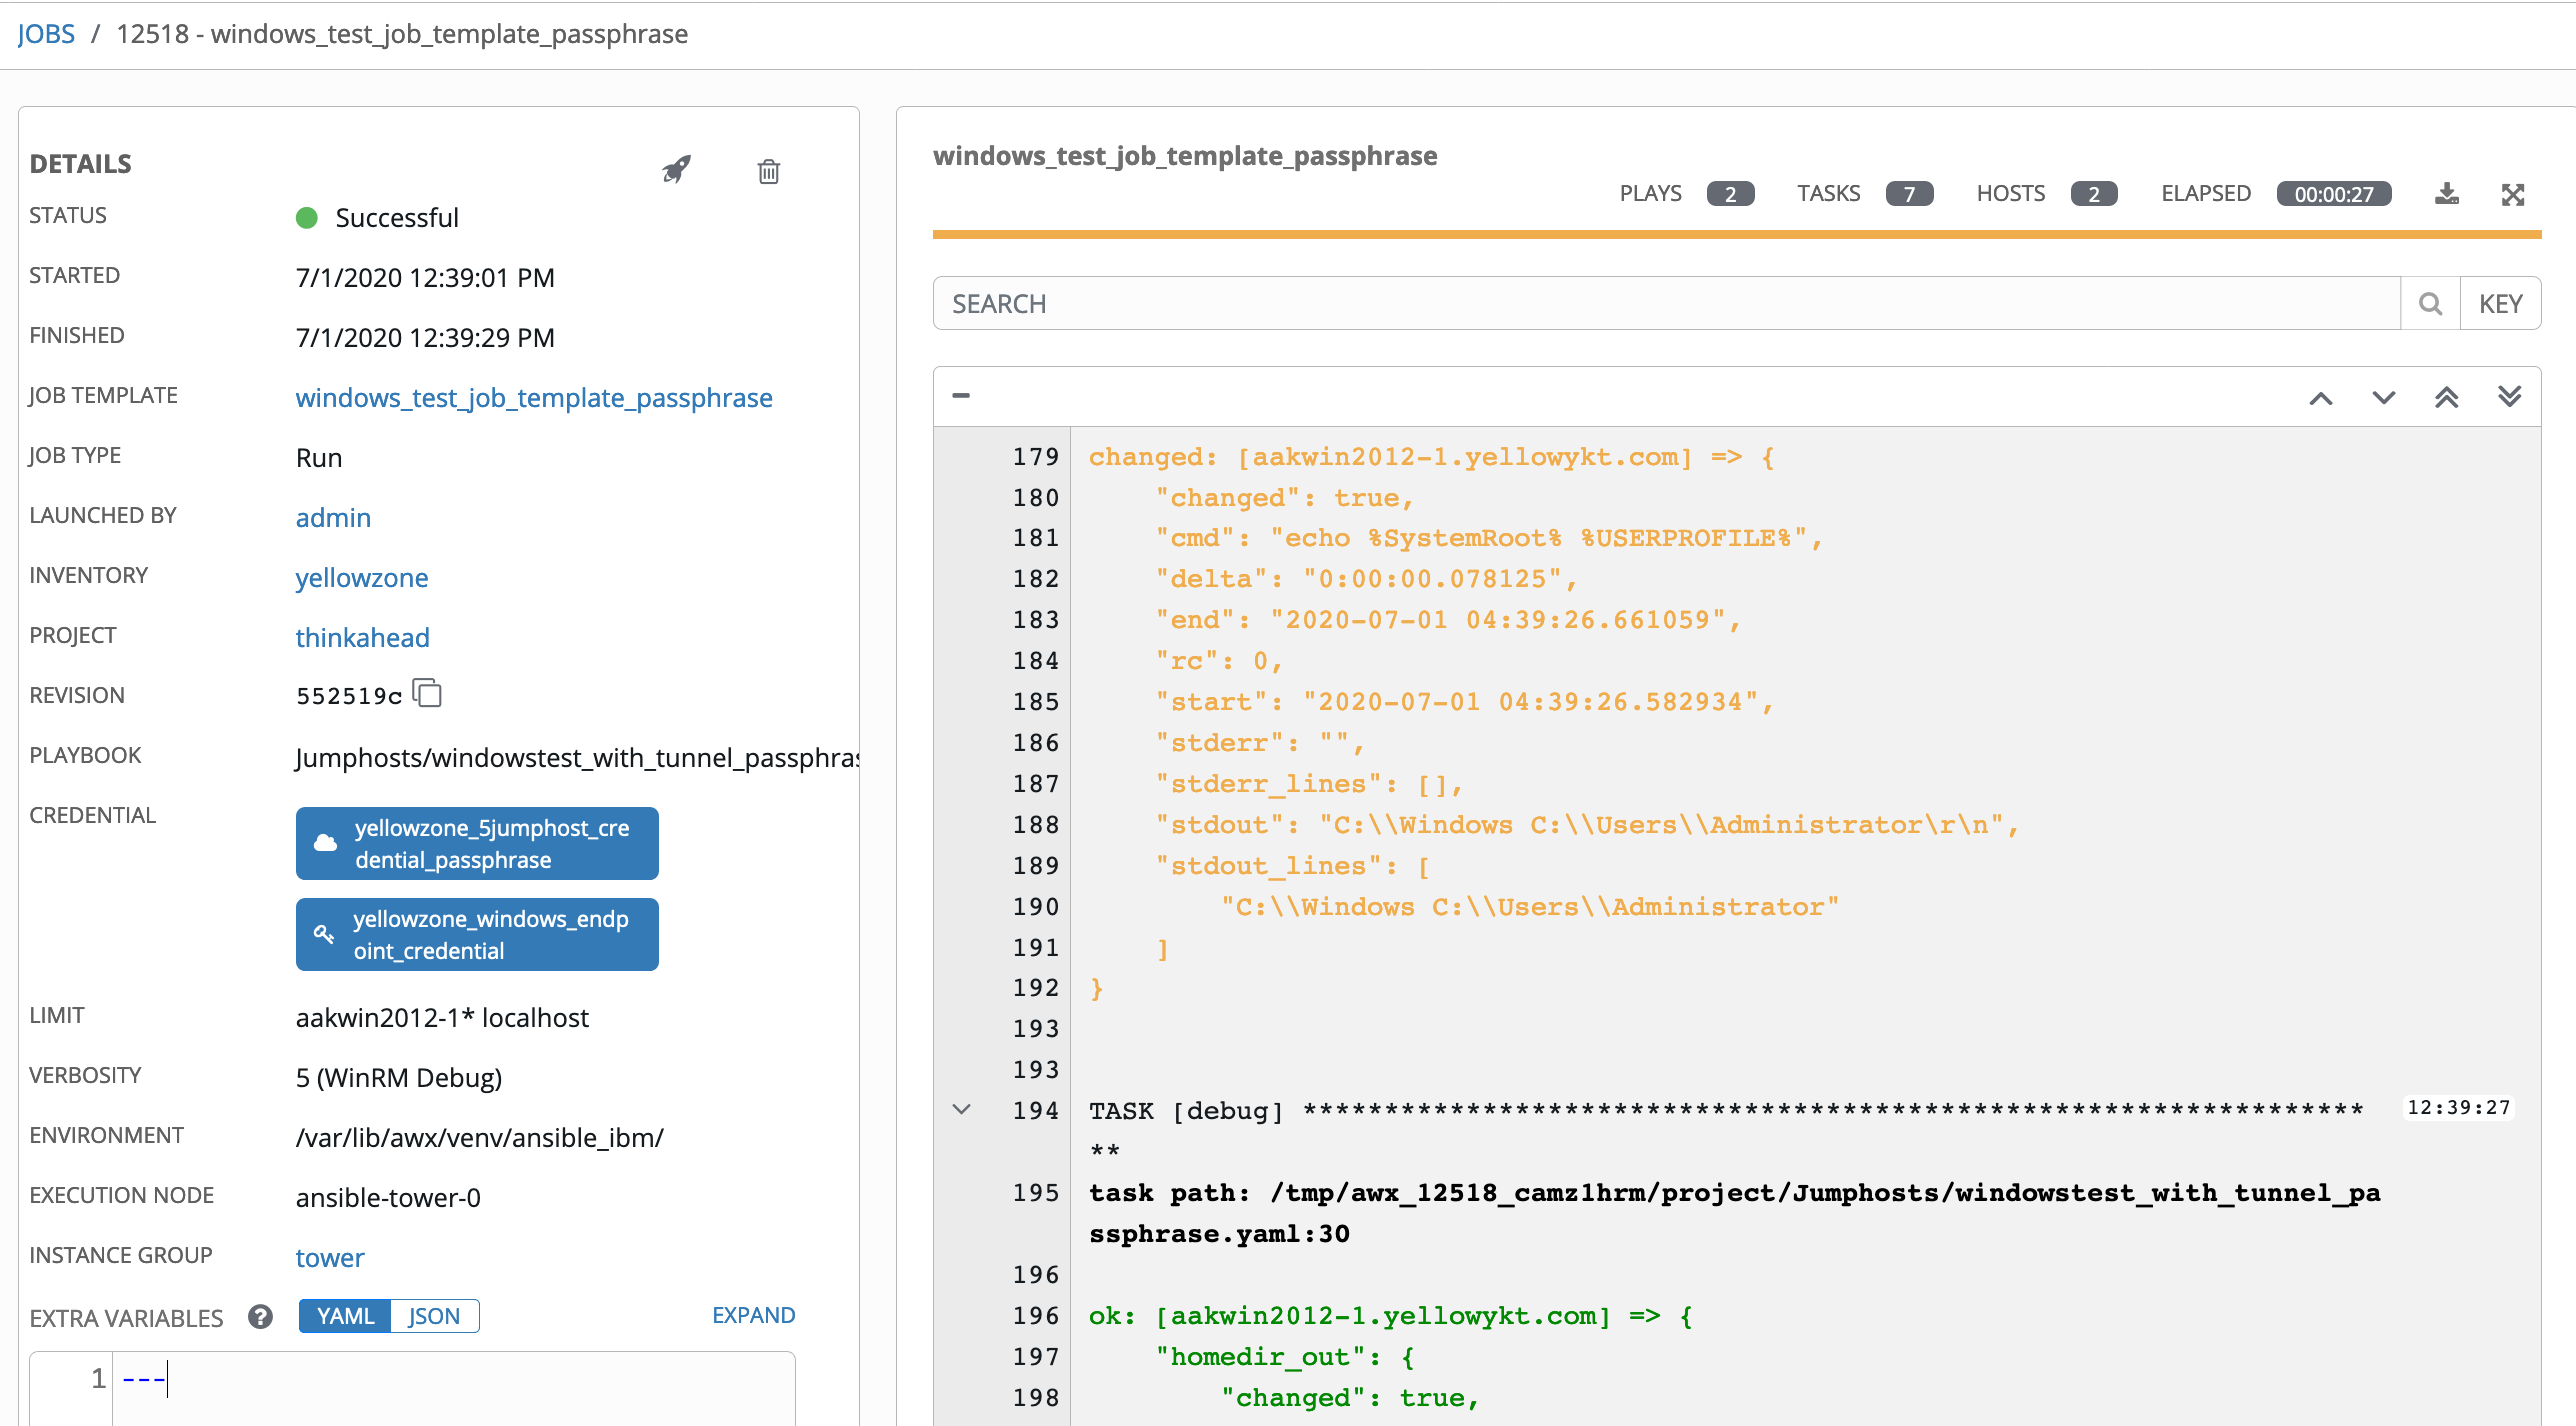 JOBS / 12518 - windows_test_job_template_passphrase
DETAILS
STATUS Successful
STARTED 7/1/2020 12:39:01 PM
FINISHED 7/1/2020 12:39:29 PM
JOB TEMPLATE windows_test_job_template_passphrase
JOB TYPE Run
LAUNCHED BY admin
INVENTORY yellowzone
PROJECT thinkahead
REVISION 552519c
PLAYBOOK Jumphosts/windowstest_with_tunnel_passphras
CREDENTIAL
yellowzone_5jumphost_cre
dential_passphrase
yellowzone_windows_endp
oint_credential
LIMIT aakwin2012-1* localhost
VERBOSITY 5 (WinRM Debug)
ENVIRONMENT /var/lib/awx/venv/ansible_ibm/
EXECUTION NODE ansible-tower-0
INSTANCE GROUP tower
EXTRA VARIABLES ? YAML JSON EXPAND
1 ---
windows_test_job_template_passphrase
PLAYS 2 TASKS 7 HOSTS 2 ELAPSED 00:00:27
SEARCH KEY
179 changed: [aakwin2012-1.yellowykt.com] => {
180 "changed": true,
181 "cmd": "echo %SystemRoot% %USERPROFILE%",
182 "delta": "0:00:00.078125",
183 "end": "2020-07-01 04:39:26.661059",
184 "rc": 0,
185 "start": "2020-07-01 04:39:26.582934",
186 "stderr": "",
187 "stderr_lines": [],
188 "stdout": "C:\\Windows C:\\Users\\Administrator\r\n",
189 "stdout_lines": [
190 "C:\\Windows C:\\Users\\Administrator"
191 ]
192 }
193
193
194 TASK [debug] ***************************************************************** 12:39:27
**
195 task path: /tmp/awx_12518_camz1hrm/project/Jumphosts/windowstest_with_tunnel_pa
ssphrase.yaml:30
196
196 ok: [aakwin2012-1.yellowykt.com] => {
197 "homedir_out": {
198 "changed": true,